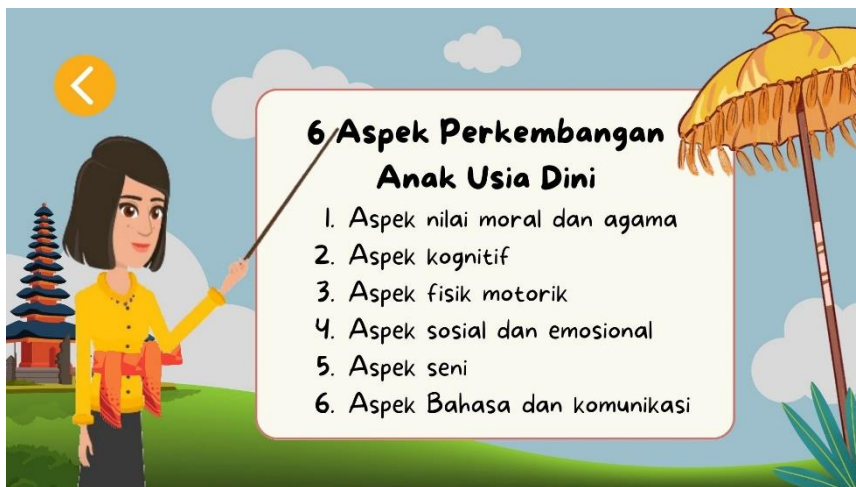 6 Aspek Perkembangan
Anak Usia Dini
1. Aspek nilai moral dan agama
2. Aspek kognitif
3. Aspek fisik motorik
4. Aspek sosial dan emosional
5. Aspek seni
6. Aspek Bahasa dan komunikasi